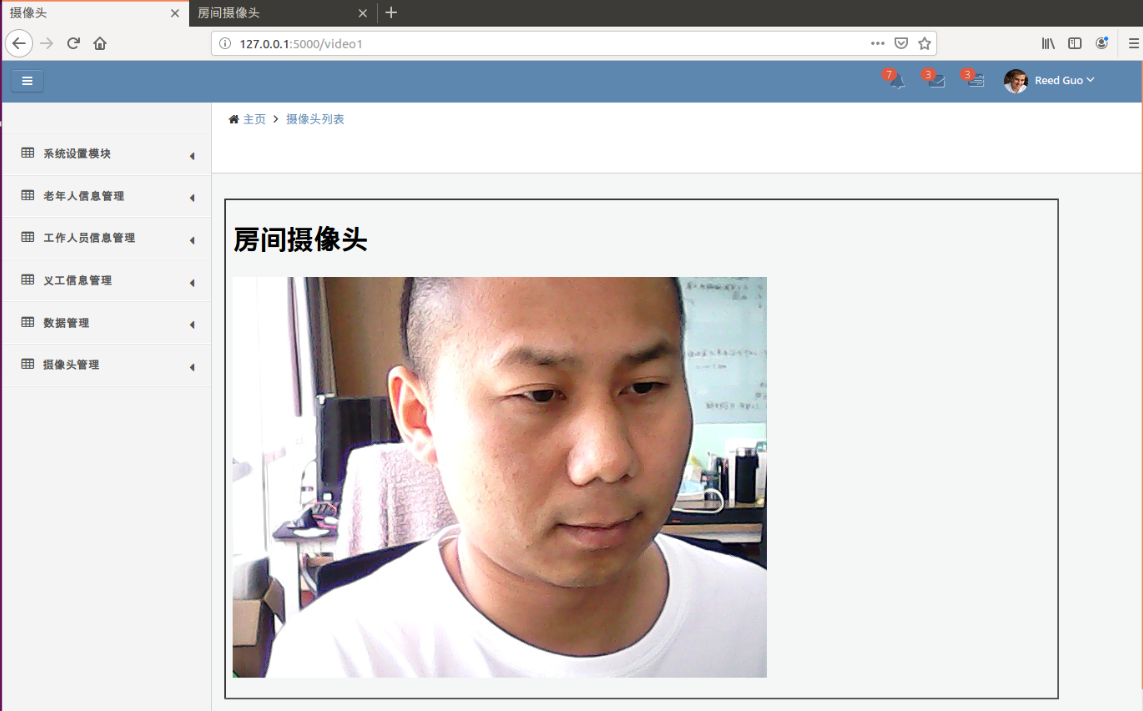 摄像头
房间摄像头
127.0.0.1:5000/video1
7
3
3
Reed Guo
主页
摄像头列表
系统设置模块
老年人信息管理
工作人员信息管理
义工信息管理
数据管理
摄像头管理
房间摄像头